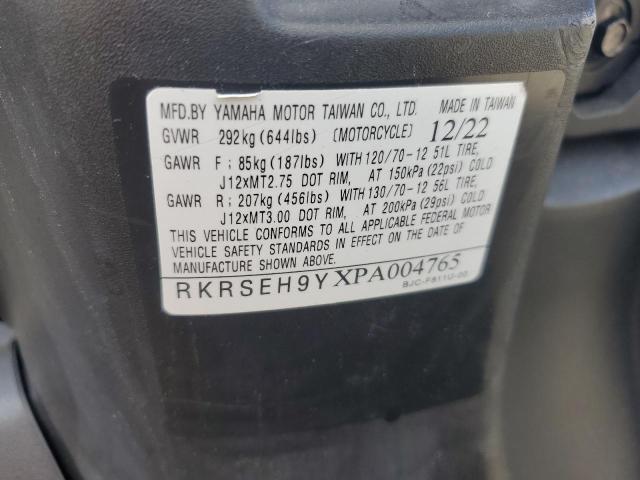 MFD.BY YAMAHA MOTOR TAIWAN CO., LTD. MADE IN TAIWAN
GVWR 292kg (644lbs) (MOTORCYCLE) 12/22
GAWR F ; 85kg (187lbs) WITH 120/70-12 51L TIRE,
J12xMT2.75 DOT RIM, AT 150kPa (22psi) COLD
GAWR R ; 207kg (456lbs) WITH 130/70-12 56L TIRE,
J12xMT3.00 DOT RIM, AT 200kPa (29psi) COLD
THIS VEHICLE CONFORMS TO ALL APPLICABLE FEDERAL MOTOR
VEHICLE SAFETY STANDARDS IN EFFECT ON THE DATE OF
MANUFACTURE SHOWN ABOVE.
RKRSEH9YXPA004765
BJC-F811U-00